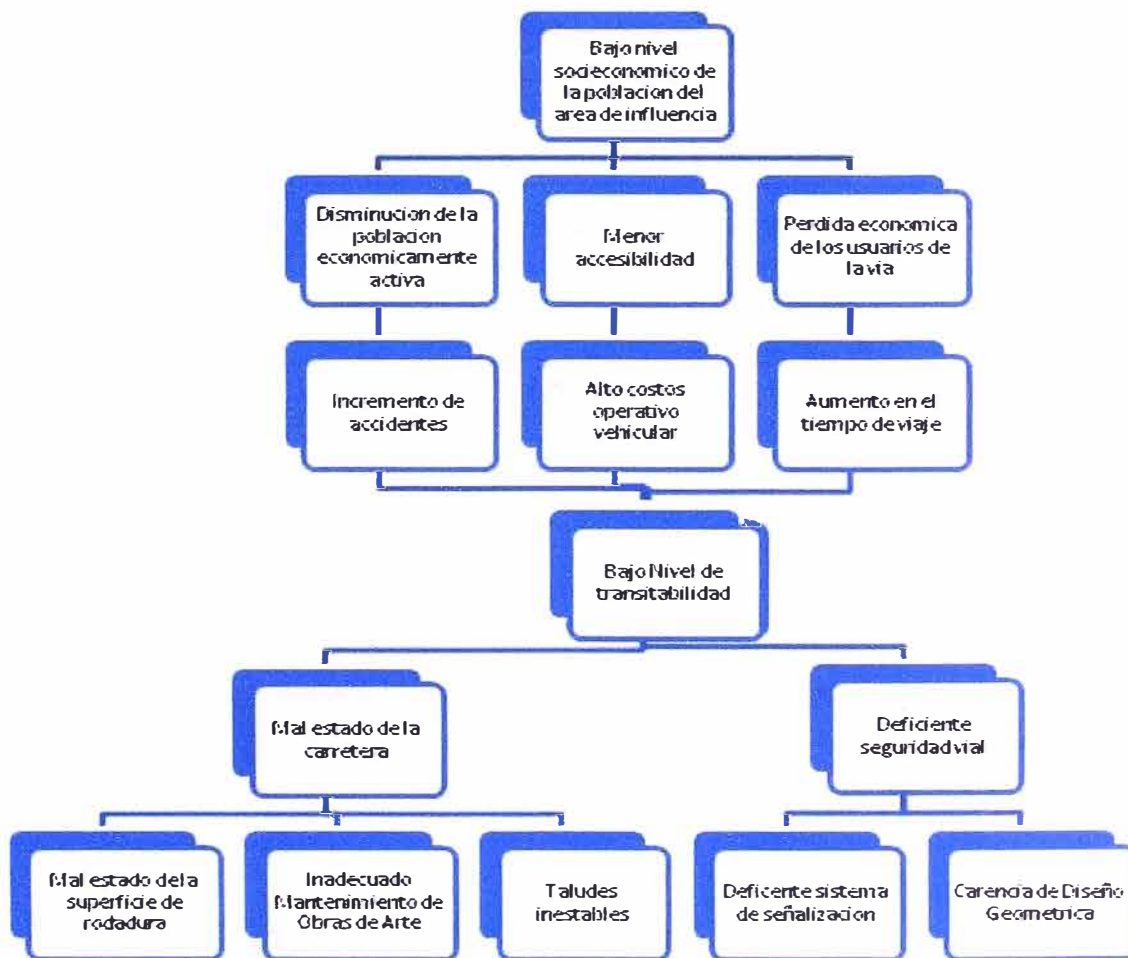 Bajo nivel
socieconomico de
la poblacion del
area de influencia
Disminucion de la
poblacion
economicamente
activa
Menor
accesibilidad
Perdida economica
de los usuarios de
la via
Incremento de
accidentes
Alto costos
operativo
vehicular
Aumento en el
tiempo de viaje
Bajo Nivel de
transitabilidad
Mal estado de la
carretera
Deficiente
seguridad vial
Mal estado de la
superficie de
rodadura
Inadecuado
Mantenimiento de
Obras de Arte
Taludes
inestables
Deficente sistema
de señalizacion
Carencia de Diseño
Geometrica